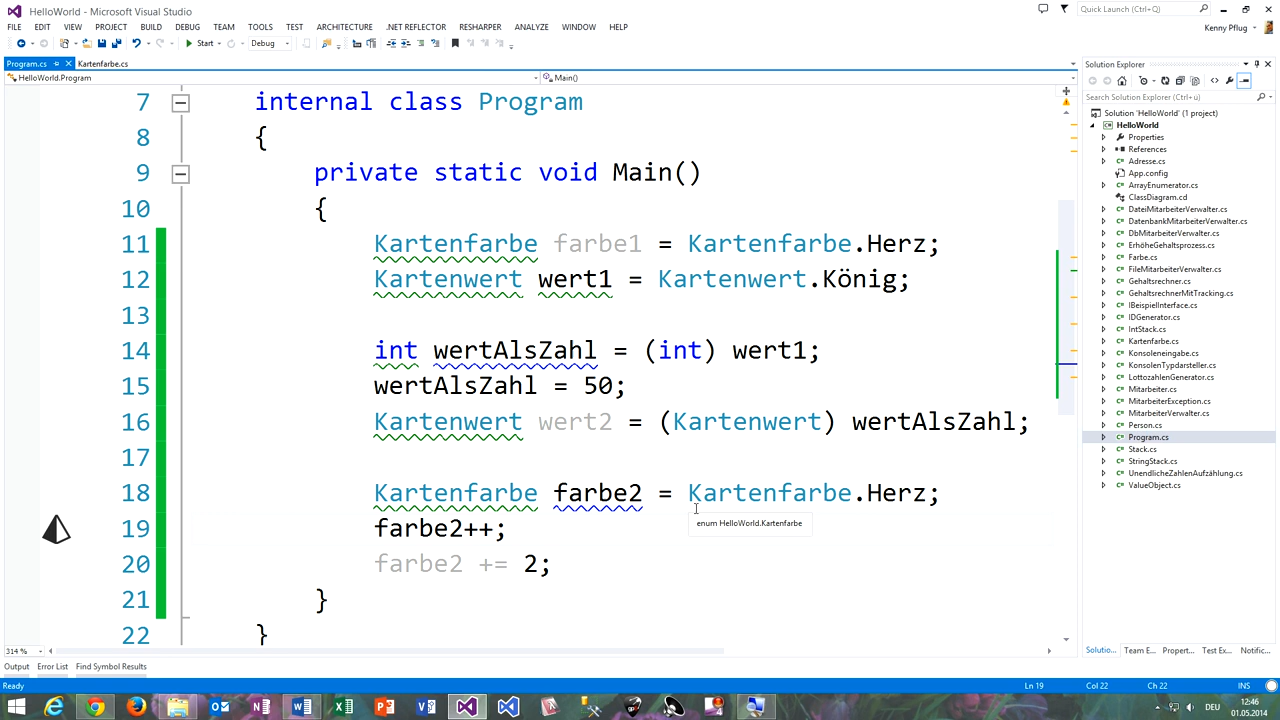 HelloWorld - Microsoft Visual Studio
Quick Launch (Ctrl+Q)
FILE EDIT VIEW PROJECT BUILD DEBUG TEAM TOOLS TEST ARCHITECTURE .NET REFLECTOR RESHARPER ANALYZE WINDOW HELP
Kenny Pflug
Start Debug
Program.cs Kartenfarbe.cs
HelloWorld.Program Main()
7 internal class Program
8 {
9 private static void Main()
10 {
11 Kartenfarbe farbe1 = Kartenfarbe.Herz;
12 Kartenwert wert1 = Kartenwert.König;
13
14 int wertAlsZahl = (int) wert1;
15 wertAlsZahl = 50;
16 Kartenwert wert2 = (Kartenwert) wertAlsZahl;
17
18 Kartenfarbe farbe2 = Kartenfarbe.Herz;
enum HelloWorld.Kartenfarbe
19 farbe2++;
20 farbe2 += 2;
21 }
22 }
314 %
Solution Explorer
Search Solution Explorer (Ctrl+ü)
Solution 'HelloWorld' (1 project)
HelloWorld
Properties
References
Adresse.cs
App.config
ArrayEnumerator.cs
ClassDiagram.cd
DateiMitarbeiterVerwalter.cs
DatenbankMitarbeiterVerwalter.cs
DbMitarbeiterVerwalter.cs
ErhöheGehaltsprozess.cs
Farbe.cs
FileMitarbeiterVerwalter.cs
Gehaltsrechner.cs
GehaltsrechnerMitTracking.cs
IBeispielInterface.cs
IDGenerator.cs
IntStack.cs
Kartenfarbe.cs
Konsoleneingabe.cs
KonsolenTypdarsteller.cs
LottozahlenGenerator.cs
Mitarbeiter.cs
MitarbeiterException.cs
MitarbeiterVerwalter.cs
Person.cs
Program.cs
Stack.cs
StringStack.cs
UnendlicheZahlenAufzählung.cs
ValueObject.cs
Solutio... Team E... Propert... Test Ex... Notific...
Output Error List Find Symbol Results
Ready Ln 19 Col 22 Ch 22 INS
DEU 12:46
01.05.2014